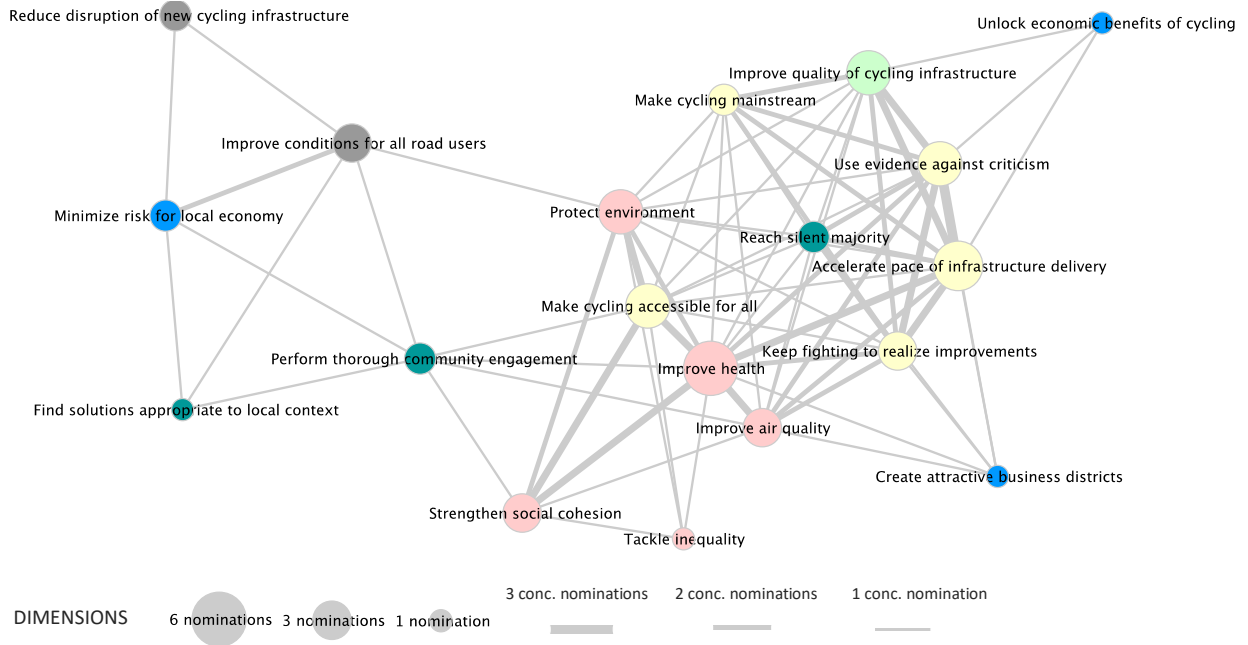 Reduce disruption of new cycling infrastructure
Unlock economic benefits of cycling
Improve quality of cycling infrastructure
Make cycling mainstream
Improve conditions for all road users
Use evidence against criticism
Protect environment
Minimize risk for local economy
Reach silent majority
Accelerate pace of infrastructure delivery
Make cycling accessible for all
Keep fighting to realize improvements
Perform thorough community engagement
Improve health
Find solutions appropriate to local context
Improve air quality
Create attractive business districts
Strengthen social cohesion
Tackle inequality
3 conc. nominations
2 conc. nominations
1 conc. nomination
DIMENSIONS
6 nominations
3 nominations
1 nomination